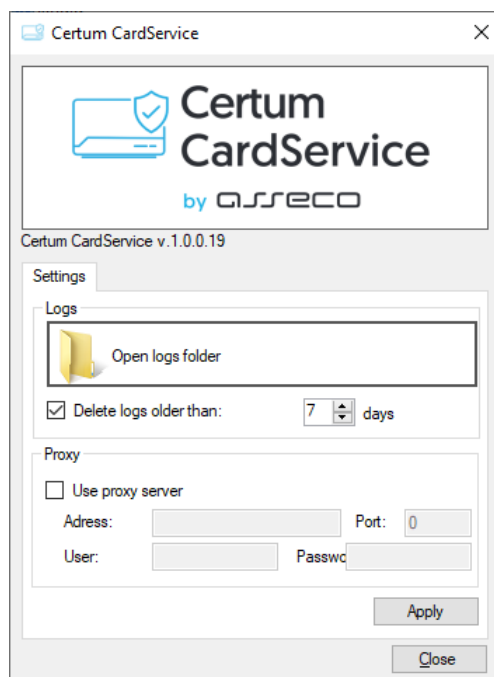 Certum CardService
Certum
CardService
by asseco
Certum CardService v.1.0.0.19
Settings
Logs
Open logs folder
Delete logs older than: 7 days
Proxy
Use proxy server
Adress: Port: 0
User: Passwo
Apply
Close